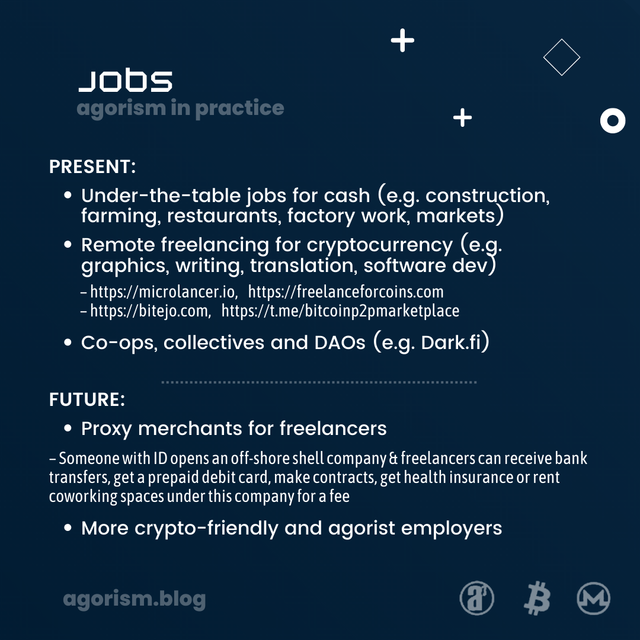 Jobs
agorism in practice
PRESENT:
• Under-the-table jobs for cash (e.g. construction,
farming, restaurants, factory work, markets)
• Remote freelancing for cryptocurrency (e.g.
graphics, writing, translation, software dev)
– https://microlancer.io, https://freelanceforcoins.com
– https://bitejo.com, https://t.me/bitcoinp2pmarketplace
• Co-ops, collectives and DAOs (e.g. Dark.fi)
FUTURE:
• Proxy merchants for freelancers
– Someone with ID opens an off-shore shell company & freelancers can receive bank
transfers, get a prepaid debit card, make contracts, get health insurance or rent
coworking spaces under this company for a fee
• More crypto-friendly and agorist employers
agorism.blog